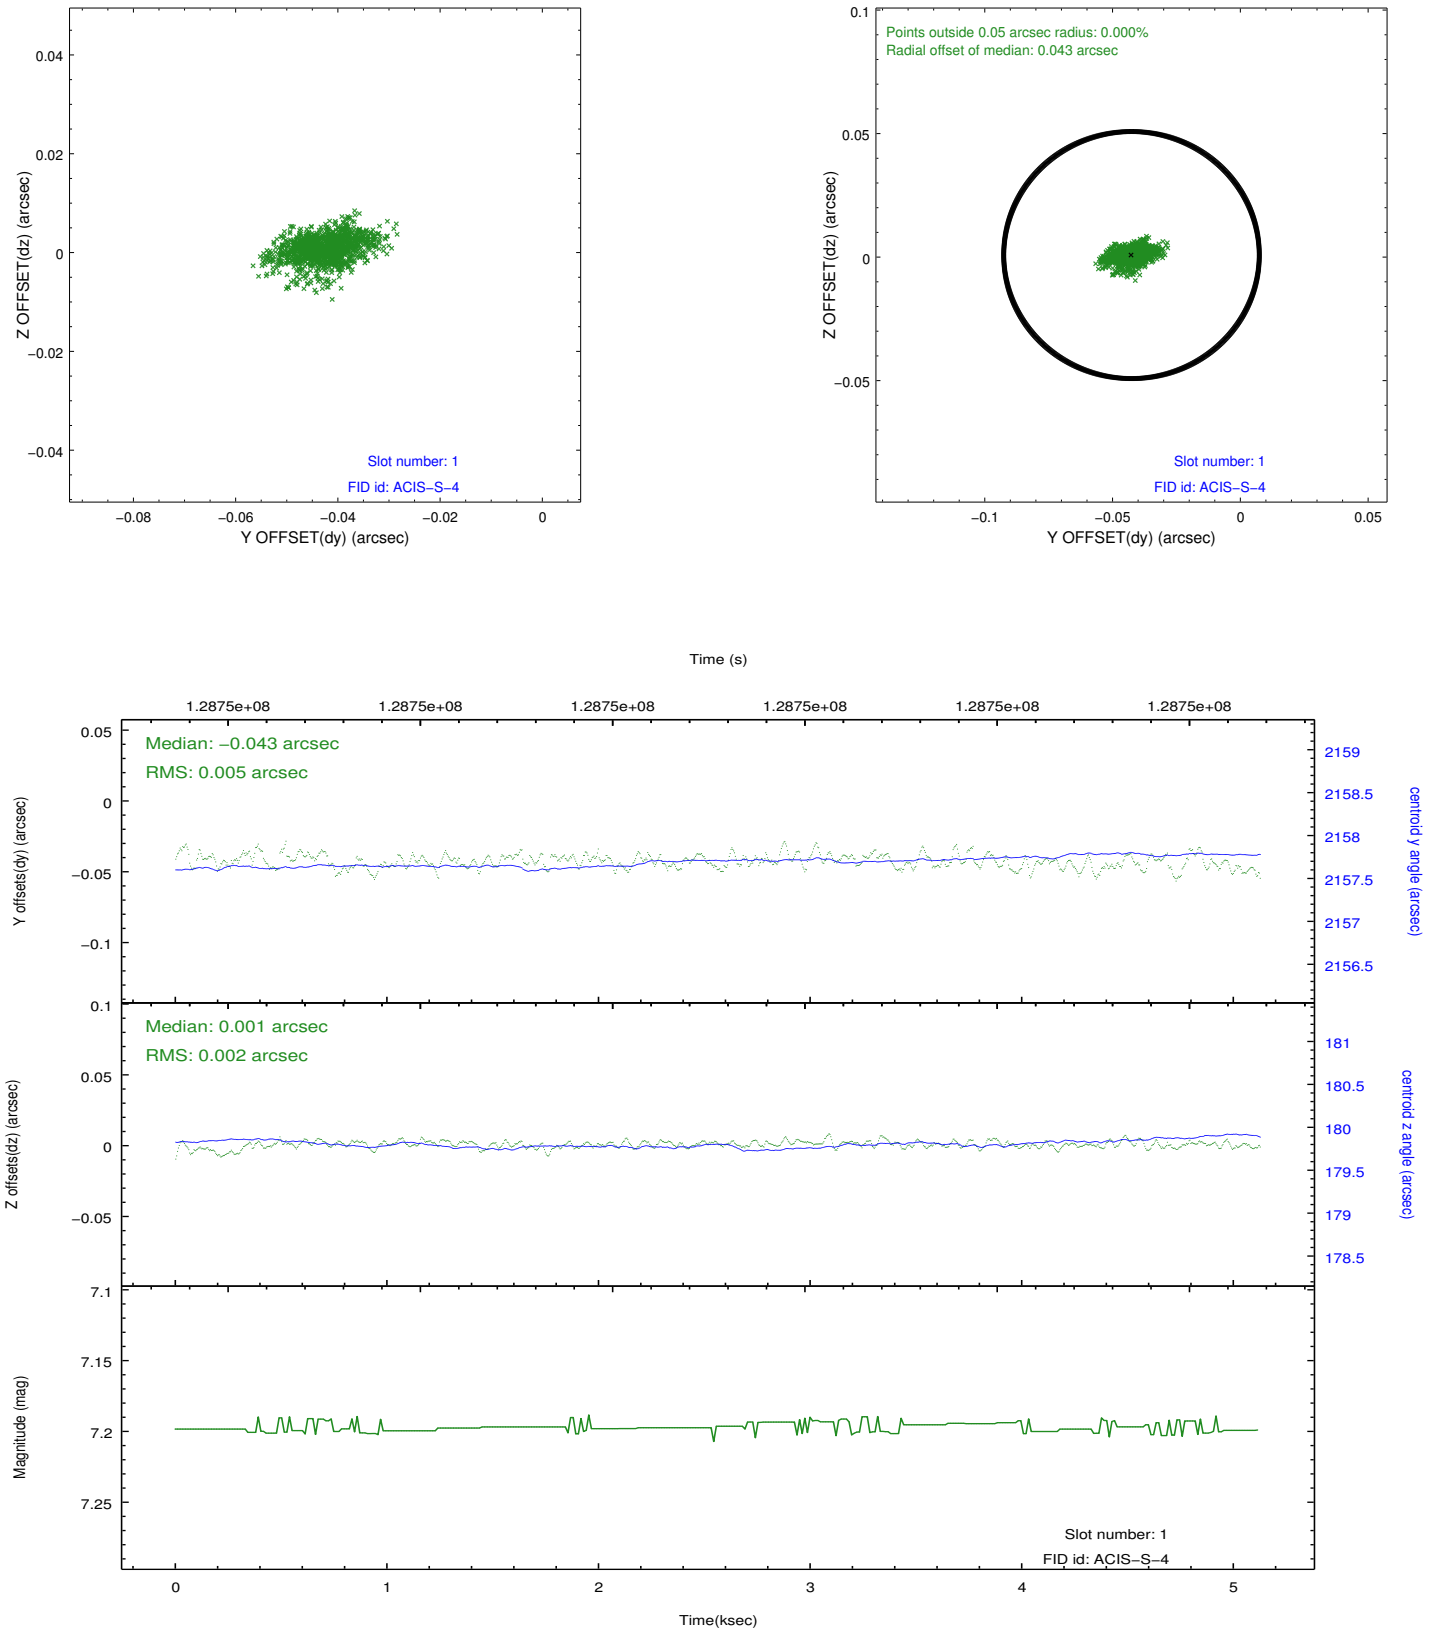 0.04
0.02
0
−0.02
−0.04
Z OFFSET(dz) (arcsec)
Slot number: 1
FID id: ACIS−S−4
−0.08
−0.06
−0.04
−0.02
0
Y OFFSET(dy) (arcsec)
0.1
0.05
0
−0.05
Z OFFSET(dz) (arcsec)
Points outside 0.05 arcsec radius: 0.000%
Radial offset of median: 0.043 arcsec
Slot number: 1
FID id: ACIS−S−4
−0.1
−0.05
0
0.05
Y OFFSET(dy) (arcsec)
Time (s)
1.2875e+08
1.2875e+08
1.2875e+08
1.2875e+08
1.2875e+08
1.2875e+08
0.05
0
−0.05
−0.1
Y offsets(dy) (arcsec)
Median: −0.043 arcsec
RMS: 0.005 arcsec
2159
2158.5
2158
2157.5
2157
2156.5
centroid y angle (arcsec)
0.1
0.05
0
−0.05
Z offsets(dz) (arcsec)
Median: 0.001 arcsec
RMS: 0.002 arcsec
181
180.5
180
179.5
179
178.5
centroid z angle (arcsec)
7.1
7.15
7.2
7.25
Magnitude (mag)
Slot number: 1
FID id: ACIS−S−4
0
1
2
3
4
5
Time(ksec)